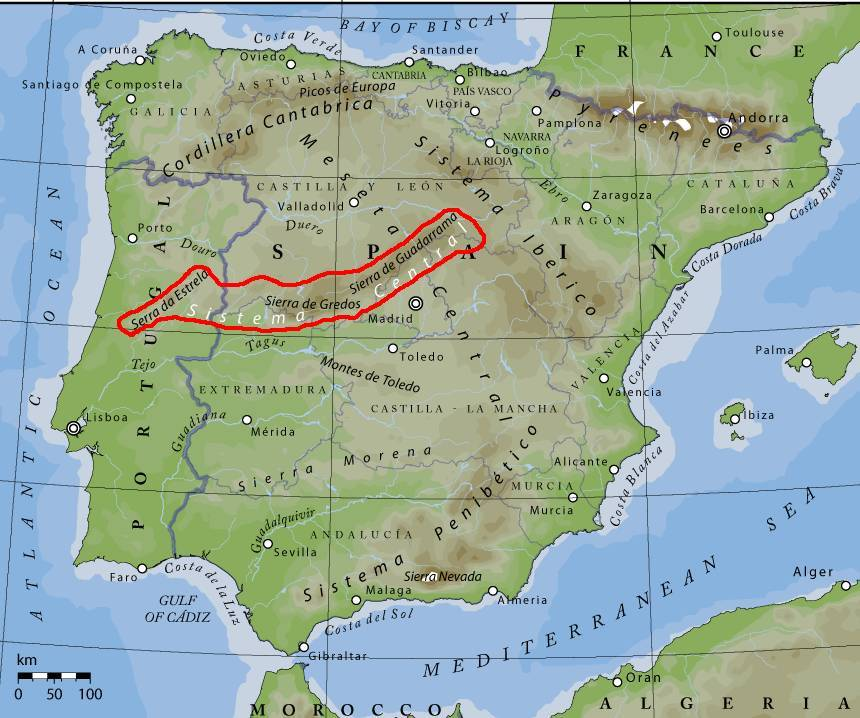 BAY OF BISCAY
Toulouse
Costa Verde
A Coruña
Santander
FRANCE
Oviedo
ASTURIAS
CANTABRIA
Bilbao
Picos de Europa
PAÍS VASCO
Santiago de Compostela
Vitoria
Pyrenees
GALICIA
Cordillera Cantabrica
Pamplona
Andorra
NAVARRA
Logroño
LA RIOJA
Meseta Central
Sistema Iberico
CASTILLA Y LEÓN
Ebro
CATALUÑA
Valladolid
Zaragoza
Costa Brava
Duero
ARAGÓN
Barcelona
Porto
Douro
SPAIN
Costa Dorada
PORTUGAL
Sierra de Guadarrama
Sistema Central
Serra da Estrela
Sierra de Gredos
Madrid
Costa del Azahar
Tagus
Toledo
Palma
Tejo
Montes de Toledo
VALENCIA
EXTREMADURA
Valencia
CASTILLA - LA MANCHA
Ibiza
Lisboa
Guadiana
Mérida
Sierra Morena
Alicante
Costa Blanca
MURCIA
Murcia
Sistema Penibético
Guadalquivir
ANDALUCÍA
Sevilla
ATLANTIC OCEAN
MEDITERRANEAN SEA
Faro
Costa de la Luz
Sierra Nevada
Alger
GULF
OF CÁDIZ
Malaga
Almeria
Costa del Sol
Gibraltar
km
0 50 100
Oran
MOROCCO
ALGERIA